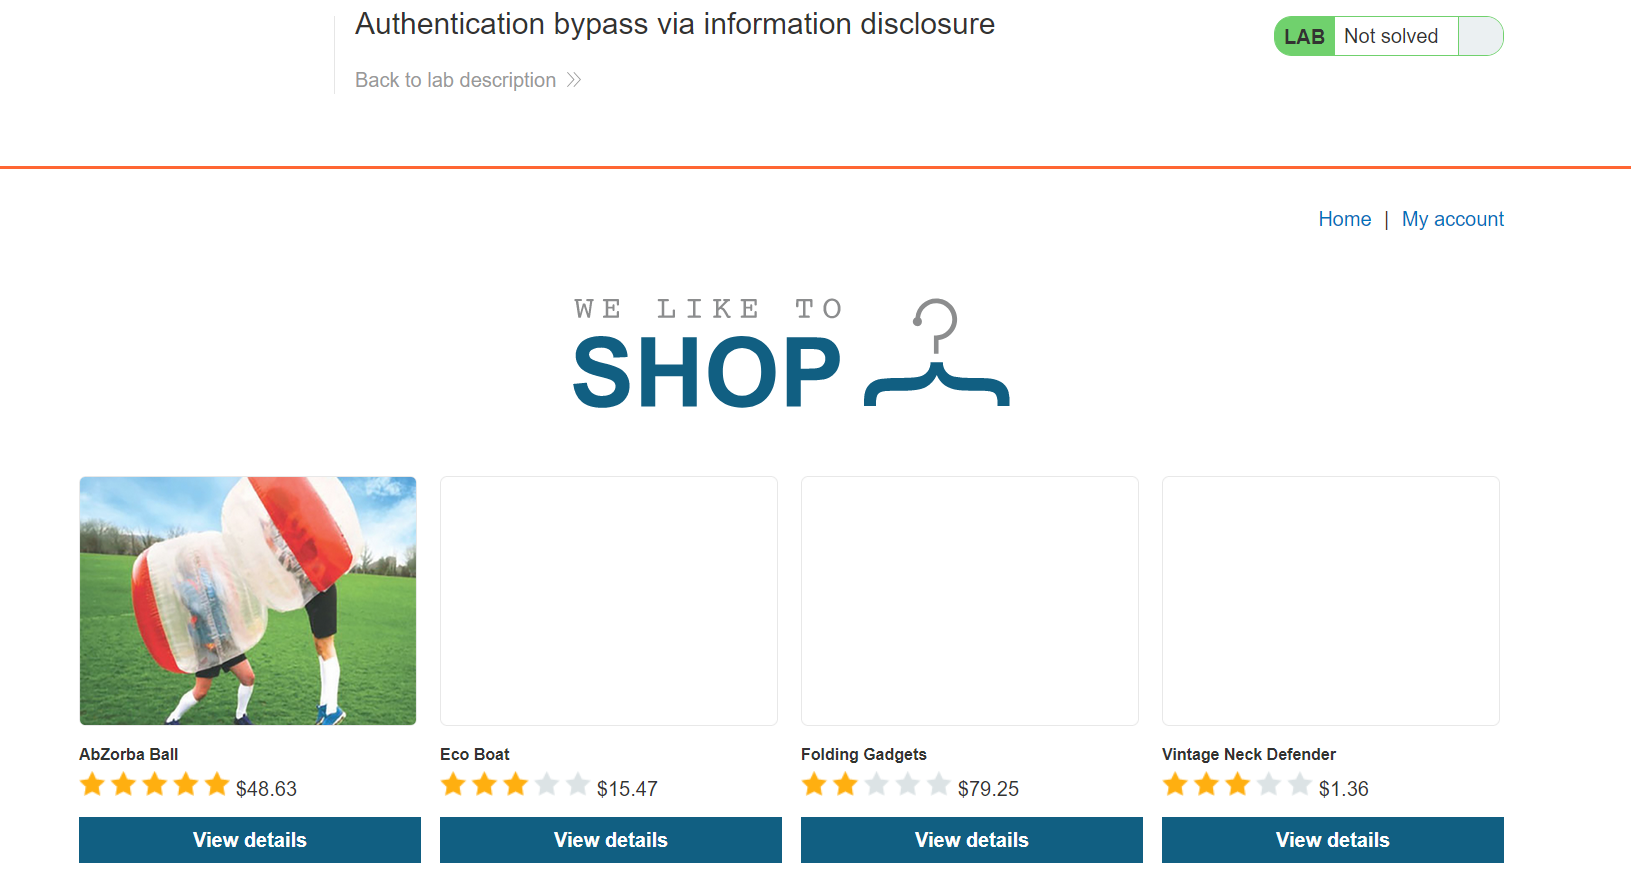 Authentication bypass via information disclosure
LAB Not solved
Back to lab description
Home | My account
WE LIKE TO
SHOP
AbZorba Ball
$48.63
View details
Eco Boat
$15.47
View details
Folding Gadgets
$79.25
View details
Vintage Neck Defender
$1.36
View details